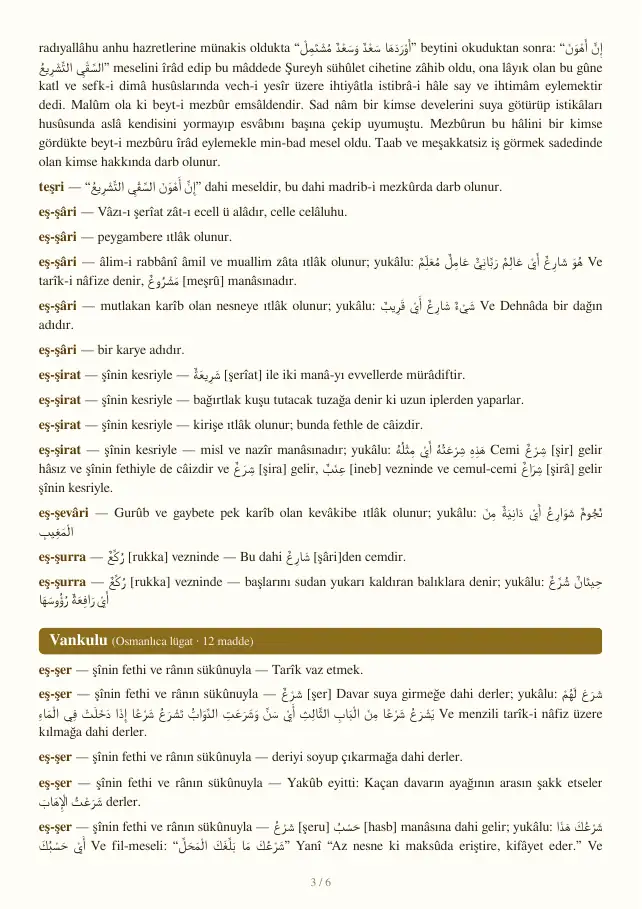 radıyallâhu anhu hazretlerine münakis oldukta “أَوْرَدَهَا سَعْدٌ وَسَعْدٌ مُشْتَمِلْ” beytini okuduktan sonra: “إِنَّ أَهْوَنَ
السَّقْيِ التَّشْرِيعُ” meselini îrâd edip bu mâddede Şureyh sühûlet cihetine zâhib oldu, ona lâyık olan bu gûne
katl ve sefk-i dimâ husûslarında vech-i yesîr üzere ihtiyâtla istibrâ-i hâle say ve ihtimâm eylemektir
dedi. Malûm ola ki beyt-i mezbûr emsâldendir. Sad nâm bir kimse develerini suya götürüp istikâları
husûsunda aslâ kendisini yormayıp esvâbını başına çekip uyumuştu. Mezbûrun bu hâlini bir kimse
gördükte beyt-i mezbûru îrâd eylemekle min-bad mesel oldu. Taab ve meşakkatsiz iş görmek sadedinde
olan kimse hakkında darb olunur.
teşri — “إِنَّ أَهْوَنَ السَّقْيِ التَّشْرِيعُ” dahi meseldir, bu dahi madrib-i mezkûrda darb olunur.
eş-şâri — Vâzı-ı şerîat zât-ı ecell ü alâdır, celle celâluhu.
eş-şâri — peygambere ıtlâk olunur.
eş-şâri — âlim-i rabbânî âmil ve muallim zâta ıtlâk olunur; yukâlu: هُوَ شَارِعٌ أَيْ عَالِمٌ رَبَّانِيٌّ عَامِلٌ مُعَلِّمٌ Ve
tarîk-i nâfize denir, مَشْرُوعٌ [meşrû] manâsınadır.
eş-şâri — mutlakan karîb olan nesneye ıtlâk olunur; yukâlu: شَيْءٌ شَارِعٌ أَيْ قَرِيبٌ Ve Dehnâda bir dağın
adıdır.
eş-şâri — bir karye adıdır.
eş-şirat — şînin kesriyle — شَرِيعَةٌ [şerîat] ile iki manâ-yı evvellerde mürâdiftir.
eş-şirat — şînin kesriyle — bağırtlak kuşu tutacak tuzağa denir ki uzun iplerden yaparlar.
eş-şirat — şînin kesriyle — kirişe ıtlâk olunur; bunda fethle de câizdir.
eş-şirat — şînin kesriyle — misl ve nazîr manâsınadır; yukâlu: هَذِهِ شِرْعَتُهُ أَيْ مِثْلُهُ Cemi شِرْعٌ [şir] gelir
hâsız ve şînin fethiyle de câizdir ve شِرَعٌ [şira] gelir, عِنَبٌ [ineb] vezninde ve cemul-cemi شِرَاعٌ [şirâ] gelir
şînin kesriyle.
eş-şevâri — Gurûb ve gaybete pek karîb olan kevâkibe ıtlâk olunur; yukâlu: نُجُومٌ شَوَارِعُ أَيْ دَانِيَةٌ مِنَ
الْمَغِيبِ
eş-şurra — رُكَّعٌ [rukka] vezninde — Bu dahi شَارِعٌ [şâri]den cemdir.
eş-şurra — رُكَّعٌ [rukka] vezninde — başlarını sudan yukarı kaldıran balıklara denir; yukâlu: حِيتَانٌ شُرَّعٌ
أَيْ رَافِعَةٌ رُؤُوسَهَا
Vankulu (Osmanlıca lügat · 12 madde)
eş-şer — şînin fethi ve rânın sükûnuyla — Tarîk vaz etmek.
eş-şer — şînin fethi ve rânın sükûnuyla — شَرْعٌ [şer] Davar suya girmeğe dahi derler; yukâlu: شَرَعَ لَهُمْ
يَشْرَعُ شَرْعًا مِنَ الْبَابِ الثَّالِثِ أَيْ سَنَّ وَشَرَعَتِ الدَّوَابُّ تَشْرَعُ شَرْعًا إِذَا دَخَلَتْ فِي الْمَاءِ Ve menzili tarîk-i nâfiz üzere
kılmağa dahi derler.
eş-şer — şînin fethi ve rânın sükûnuyla — deriyi soyup çıkarmağa dahi derler.
eş-şer — şînin fethi ve rânın sükûnuyla — Yakûb eyitti: Kaçan davarın ayağının arasın şakk etseler
شَرَعْتُ الْإِهَابَ derler.
eş-şer — şînin fethi ve rânın sükûnuyla — شَرْعُ [şeru] حَسْبُ [hasb] manâsına dahi gelir; yukâlu: شَرْعُكَ هَذَا
أَيْ حَسْبُكَ Ve fil-meseli: “شَرْعُكَ مَا بَلَّغَكَ الْمَحَلَّ” Yanî “Az nesne ki maksûda eriştire, kifâyet eder.” Ve
3 / 6